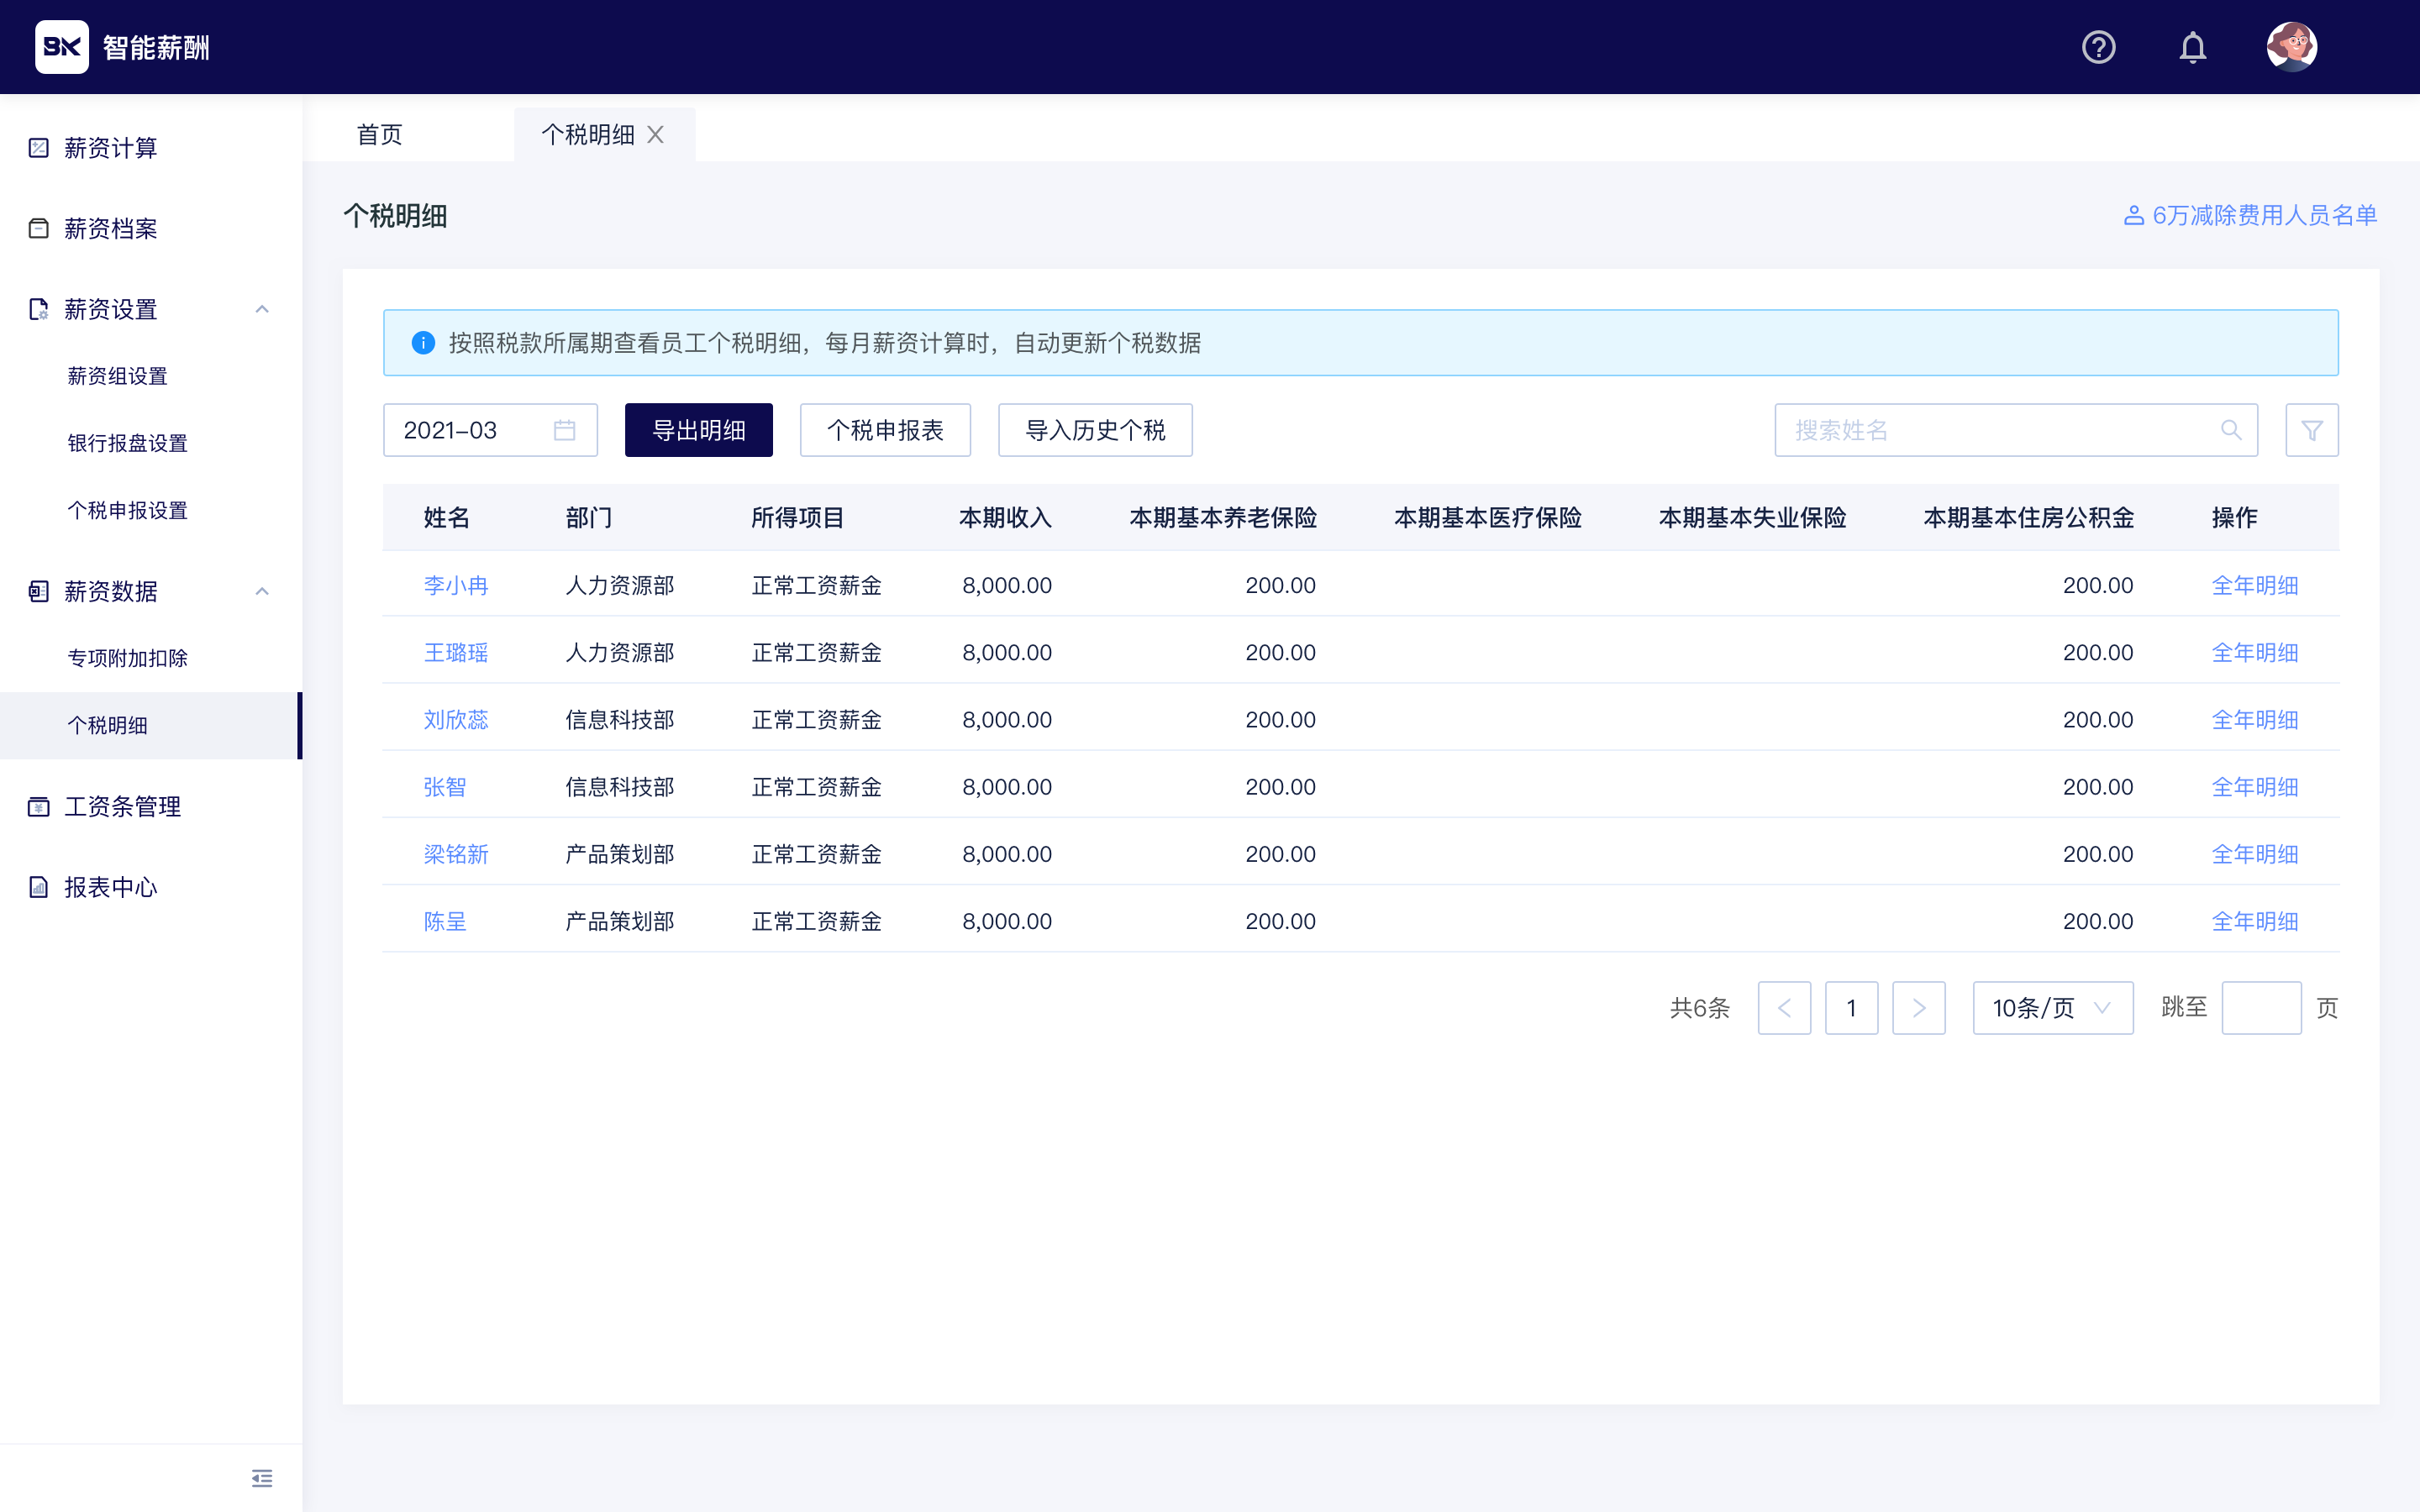 BK 智能薪酬
薪资计算
薪资档案
薪资设置
薪资组设置
银行报盘设置
个税申报设置
薪资数据
专项附加扣除
个税明细
工资条管理
报表中心
首页 个税明细
个税明细 6万减除费用人员名单
按照税款所属期查看员工个税明细，每月薪资计算时，自动更新个税数据
2021-03 导出明细 个税申报表 导入历史个税 搜索姓名
姓名 部门 所得项目 本期收入 本期基本养老保险 本期基本医疗保险 本期基本失业保险 本期基本住房公积金 操作
李小冉 人力资源部 正常工资薪金 8,000.00 200.00 200.00 全年明细
王璐瑶 人力资源部 正常工资薪金 8,000.00 200.00 200.00 全年明细
刘欣蕊 信息科技部 正常工资薪金 8,000.00 200.00 200.00 全年明细
张智 信息科技部 正常工资薪金 8,000.00 200.00 200.00 全年明细
梁铭新 产品策划部 正常工资薪金 8,000.00 200.00 200.00 全年明细
陈呈 产品策划部 正常工资薪金 8,000.00 200.00 200.00 全年明细
共6条 1 10条/页 跳至 页